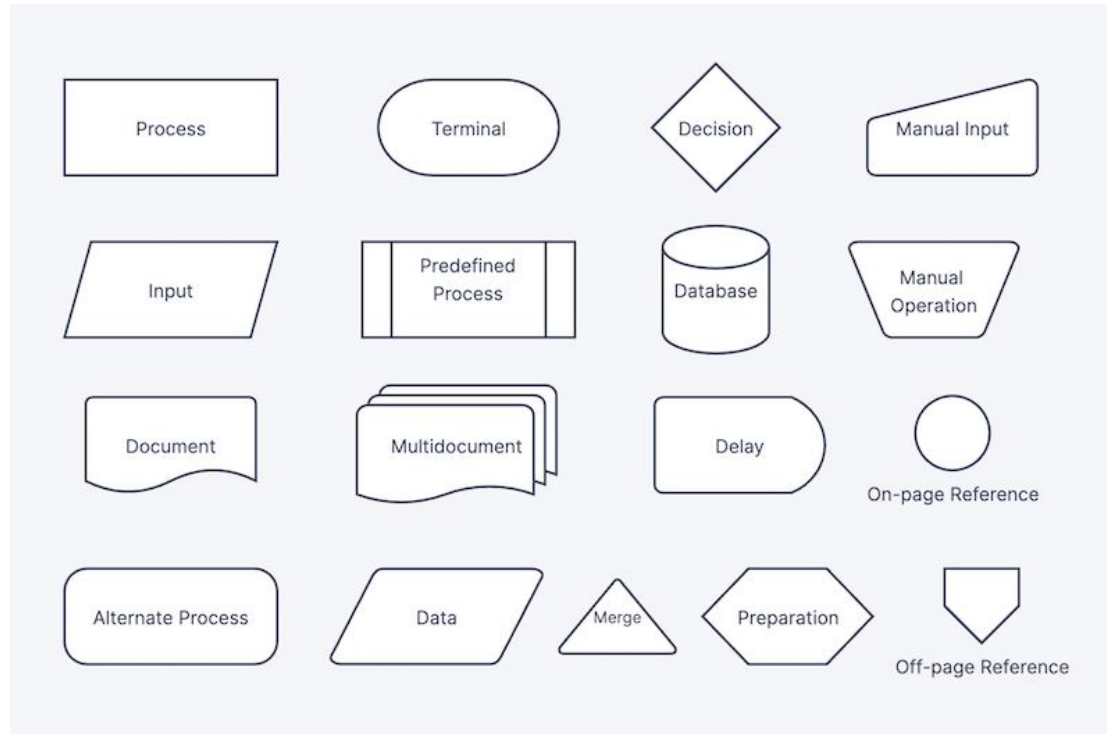 Process
Terminal
Decision
Manual Input
Input
Predefined
Process
Database
Manual
Operation
Document
Multidocument
Delay
On-page Reference
Alternate Process
Data
Merge
Preparation
Off-page Reference